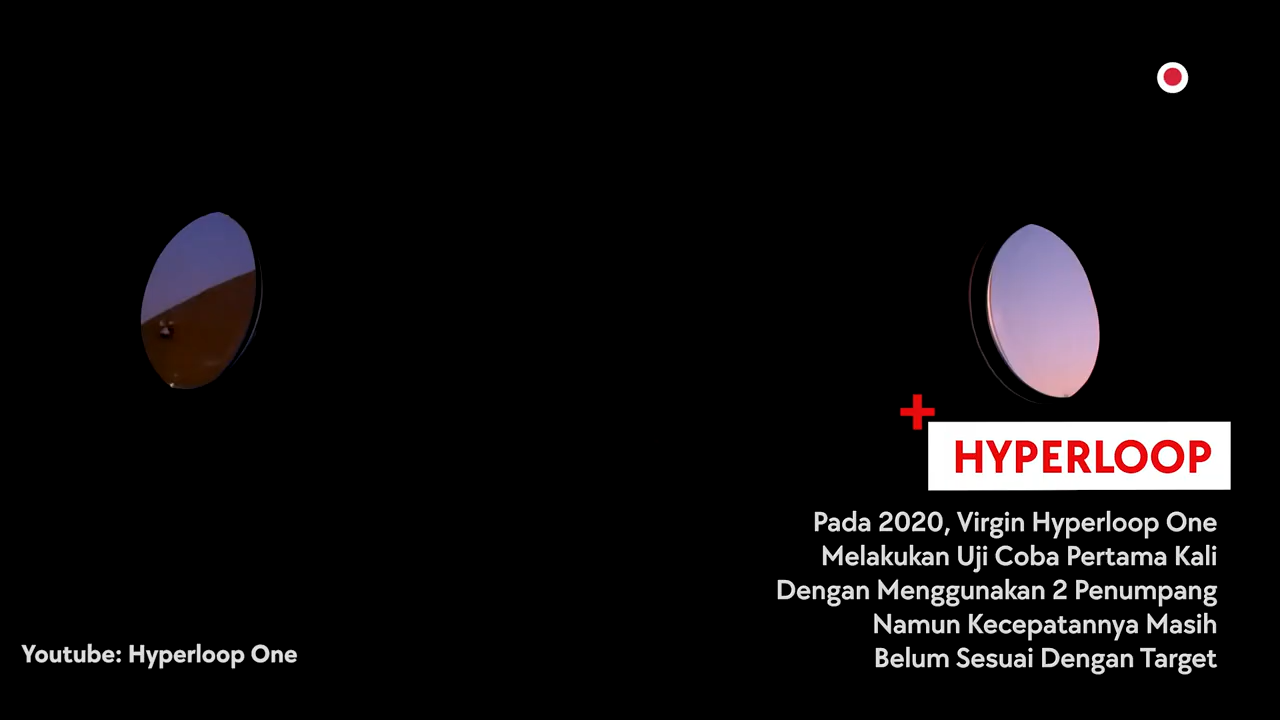 HYPERLOOP
Pada 2020, Virgin Hyperloop One
Melakukan Uji Coba Pertama Kali
Dengan Menggunakan 2 Penumpang
Namun Kecepatannya Masih
Belum Sesuai Dengan Target
Youtube: Hyperloop One